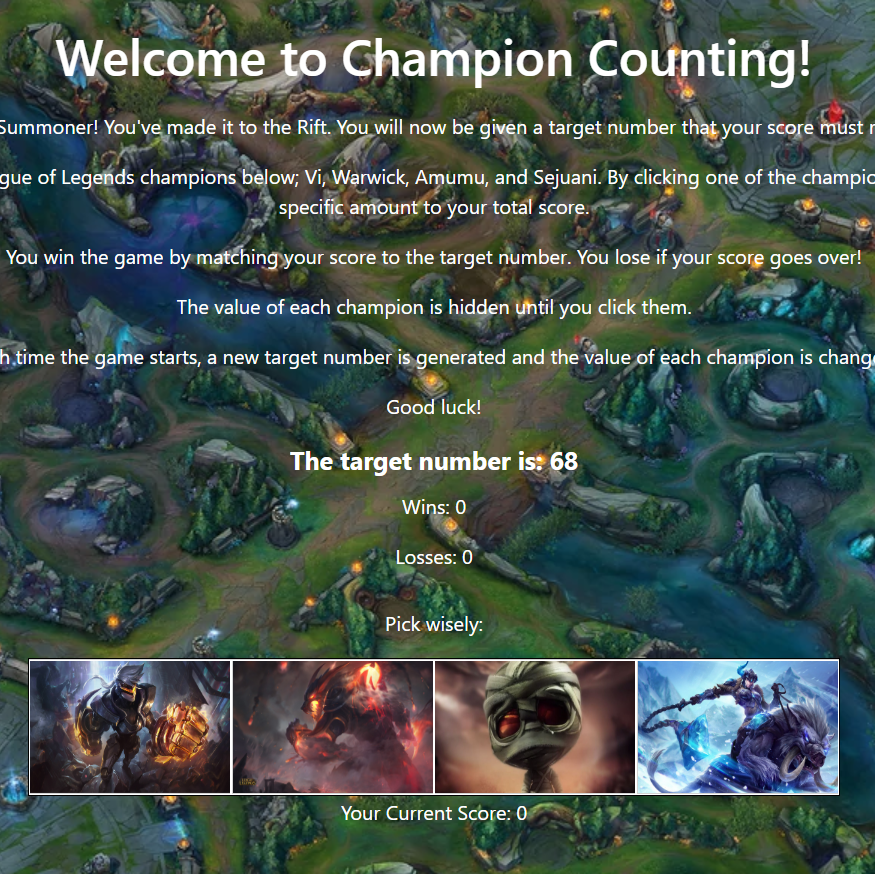 Welcome to Champion Counting!
Summoner! You've made it to the Rift. You will now be given a target number that your score must
gue of Legends champions below; Vi, Warwick, Amumu, and Sejuani. By clicking one of the champio
specific amount to your total score.
You win the game by matching your score to the target number. You lose if your score goes over!
The value of each champion is hidden until you click them.
h time the game starts, a new target number is generated and the value of each champion is change
Good luck!
The target number is: 68
Wins: 0
Losses: 0
Pick wisely:
Your Current Score: 0